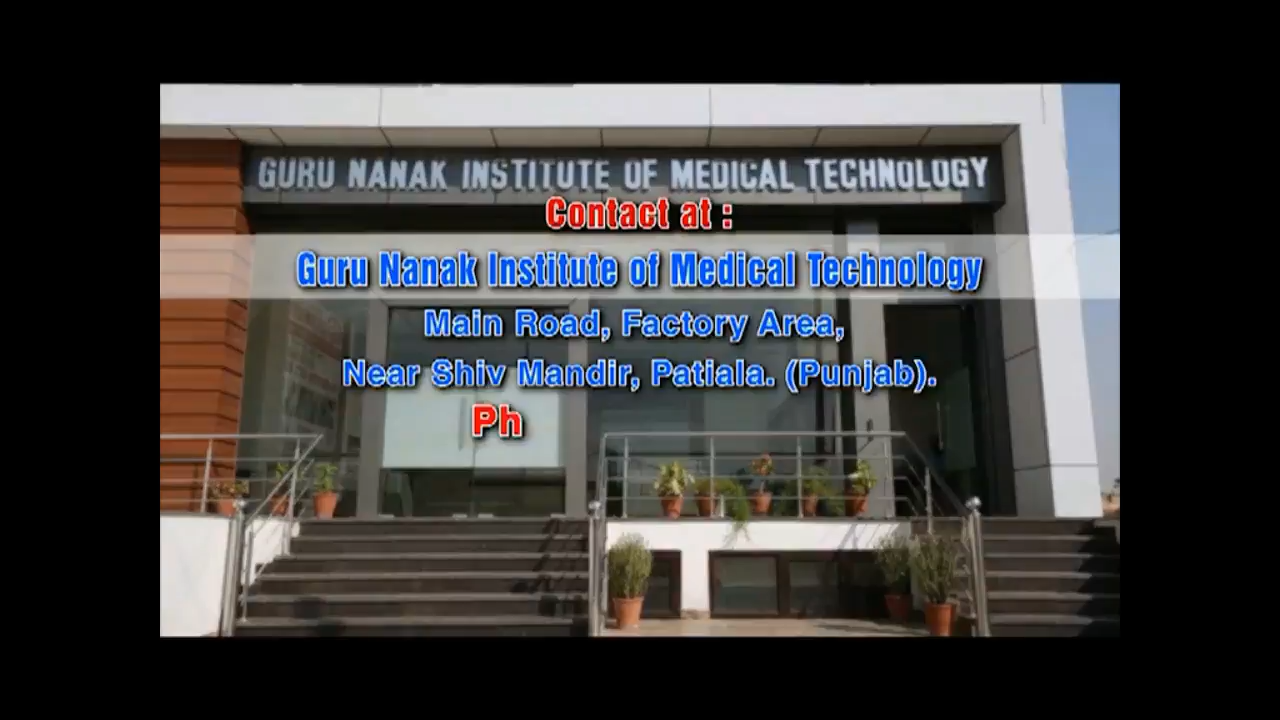 GURU NANAK INSTITUTE OF MEDICAL TECHNOLOGY
Contact at :
Guru Nanak Institute of Medical Technology
Main Road, Factory Area,
Near Shiv Mandir, Patiala. (Punjab).
Ph